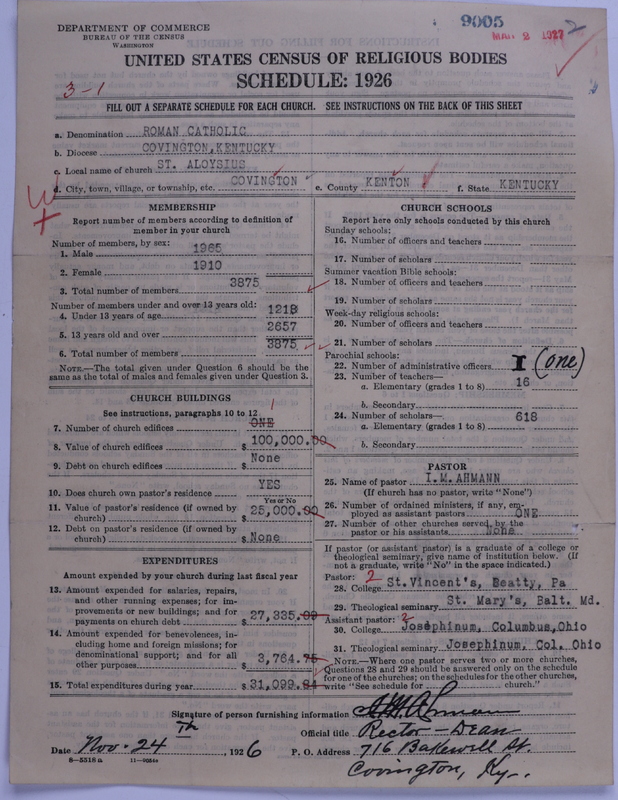 9005
MAR 2 1927
2
DEPARTMENT OF COMMERCE
BUREAU OF THE CENSUS
WASHINGTON
UNITED STATES CENSUS OF RELIGIOUS BODIES
SCHEDULE: 1926
3-1
FILL OUT A SEPARATE SCHEDULE FOR EACH CHURCH. SEE INSTRUCTIONS ON THE BACK OF THIS SHEET
a. Denomination ROMAN CATHOLIC
b. Diocese COVINGTON, KENTUCKY
c. Local name of church ST. ALOYSIUS
d. City, town, village, or township, etc. COVINGTON e. County KENTON f. State KENTUCKY
MEMBERSHIP
Report number of members according to definition of
member in your church
Number of members, by sex:
1. Male 1965
2. Female 1910
3. Total number of members 3875
Number of members under and over 13 years old:
4. Under 13 years of age 1218
5. 13 years old and over 2657
6. Total number of members 3875
NOTE.—The total given under Question 6 should be the
same as the total of males and females given under Question 3.
CHURCH BUILDINGS
See instructions, paragraphs 10 to 12
7. Number of church edifices ONE 1
8. Value of church edifices $100,000.00
9. Debt on church edifices $ None
10. Does church own pastor's residence YES
Yes or No
11. Value of pastor's residence (if owned by
church) $25,000.00
12. Debt on pastor's residence (if owned by
church) $ None
EXPENDITURES
Amount expended by your church during last fiscal year
13. Amount expended for salaries, repairs,
and other running expenses; for im-
provements or new buildings; and for
payments on church debt $27,335.09
14. Amount expended for benevolences, in-
cluding home and foreign missions; for
denominational support; and for all
other purposes $3,764.75
15. Total expenditures during year $31,099.84
CHURCH SCHOOLS
Report here only schools conducted by this church
Sunday schools:
16. Number of officers and teachers
17. Number of scholars
Summer vacation Bible schools:
18. Number of officers and teachers
19. Number of scholars
Week-day religious schools:
20. Number of officers and teachers
21. Number of scholars
Parochial schools:
22. Number of administrative officers I (one)
23. Number of teachers—
a. Elementary (grades 1 to 8) 16
b. Secondary
24. Number of scholars— 618
a. Elementary (grades 1 to 8)
b. Secondary
PASTOR
25. Name of pastor I.M.AHMANN
(If church has no pastor, write "None")
26. Number of ordained ministers, if any, em-
ployed as assistant pastors ONE
27. Number of other churches served by the
pastor or his assistants None
If pastor (or assistant pastor) is a graduate of a college or
theological seminary, give name of institution below. (If
not a graduate, write "No" in the space indicated.)
Pastor: 2
28. College St.Vincent's, Beatty, Pa
29. Theological seminary St. Mary's, Balt. Md.
Assistant pastor: 2
30. College Josephinum, Columbus,Ohio
31. Theological seminary Josephinum, Col. Ohio
NOTE.—Where one pastor serves two or more churches,
Questions 28 and 29 should be answered only on the schedule
for one of the churches; on the schedules for the other churches,
write "See schedule for church."
Signature of person furnishing information I.M. Ahmann
Official title Rector - Dean
Date Nov. 24 th, 1926 P. O. Address 716 Bakewell St.
Covington, Ky.
8—5518 a 11—9054